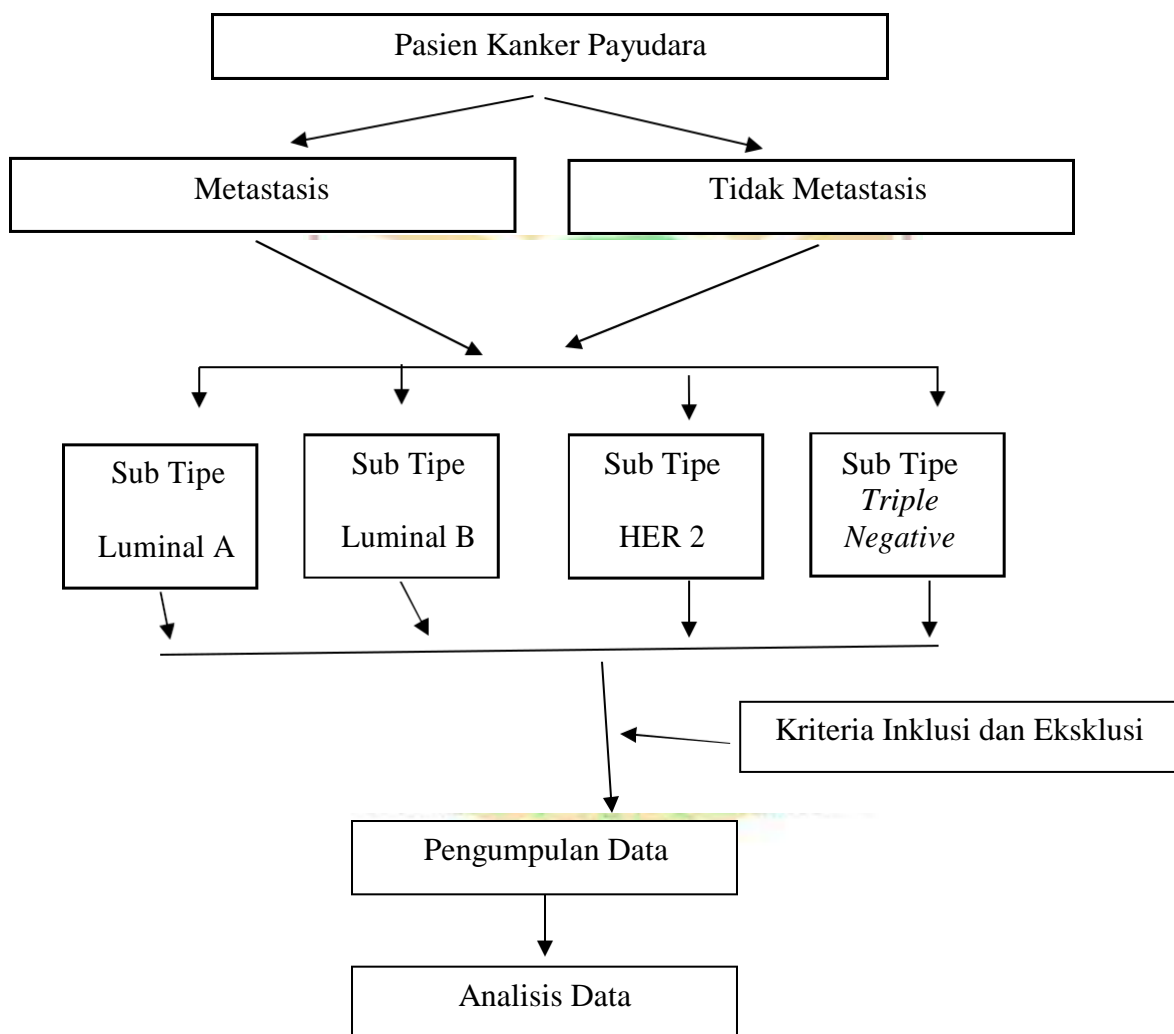 Pasien Kanker Payudara
Metastasis
Tidak Metastasis
Sub Tipe
Luminal A
Sub Tipe
Luminal B
Sub Tipe
HER 2
Sub Tipe
Triple
Negative
Kriteria Inklusi dan Eksklusi
Pengumpulan Data
Analisis Data